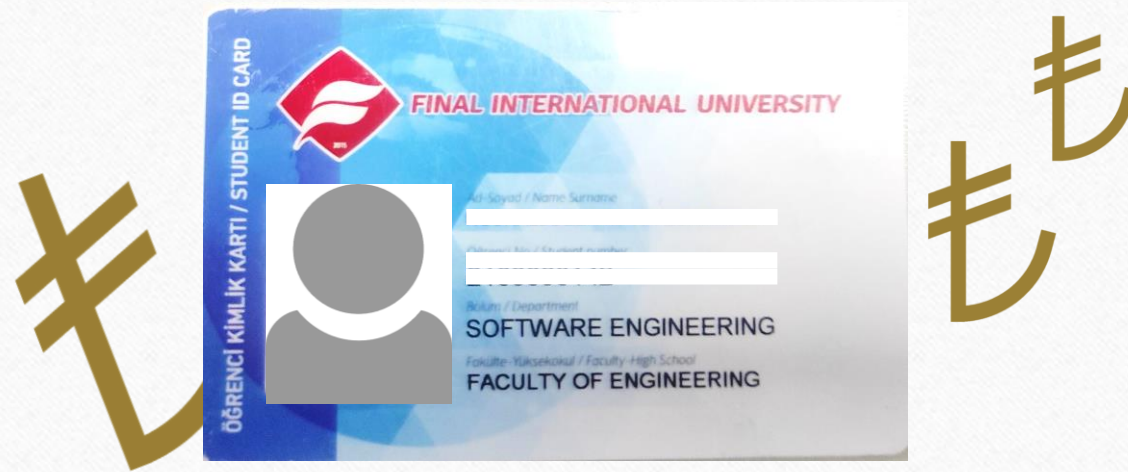 ÖĞRENCİ KİMLİK KARTI / STUDENT ID CARD
2015
FINAL INTERNATIONAL UNIVERSITY
Ad-Soyad / Name Surname
Öğrenci No / Student number
Bölüm / Department
SOFTWARE ENGINEERING
Fakülte-Yüksekokul / Faculty-High School
FACULTY OF ENGINEERING
₺
₺
₺